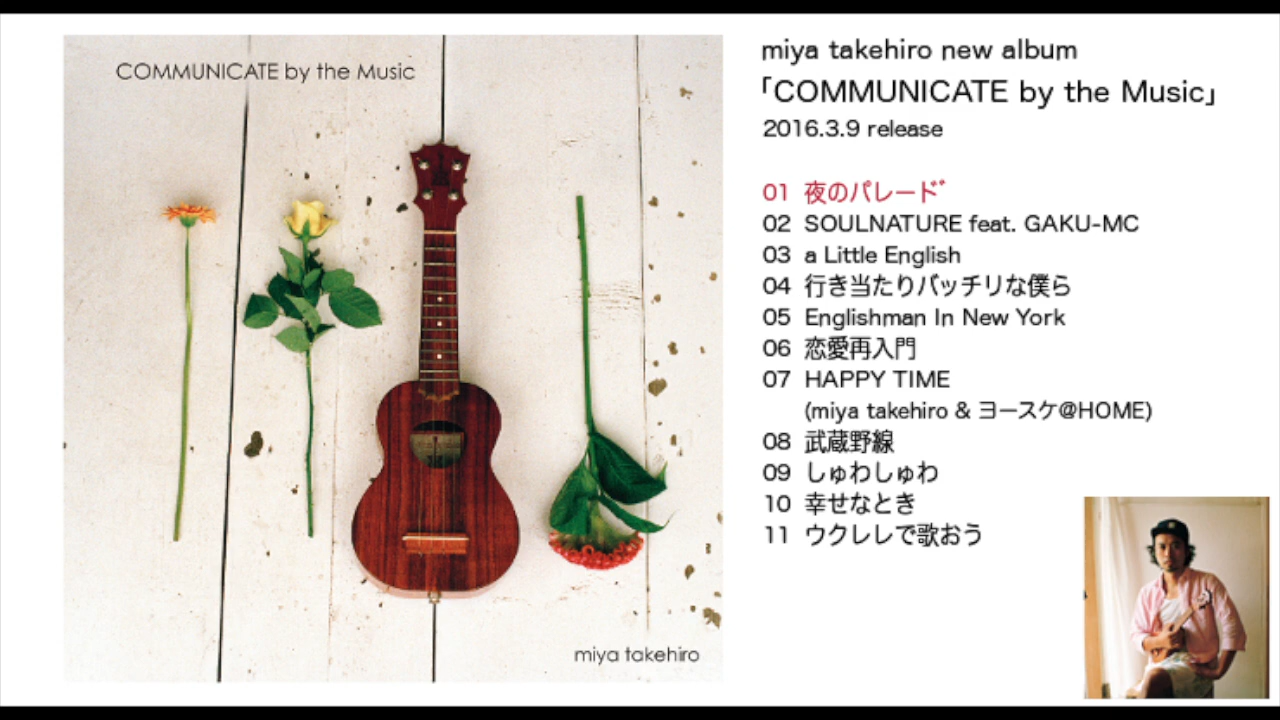 COMMUNICATE by the Music
miya takehiro
miya takehiro new album
「COMMUNICATE by the Music」
2016.3.9 release
01 夜のパレード
02 SOULNATURE feat. GAKU-MC
03 a Little English
04 行き当たりバッチリな僕ら
05 Englishman In New York
06 恋愛再入門
07 HAPPY TIME
(miya takehiro & ヨースケ@HOME)
08 武蔵野線
09 しゅわしゅわ
10 幸せなとき
11 ウクレレで歌おう